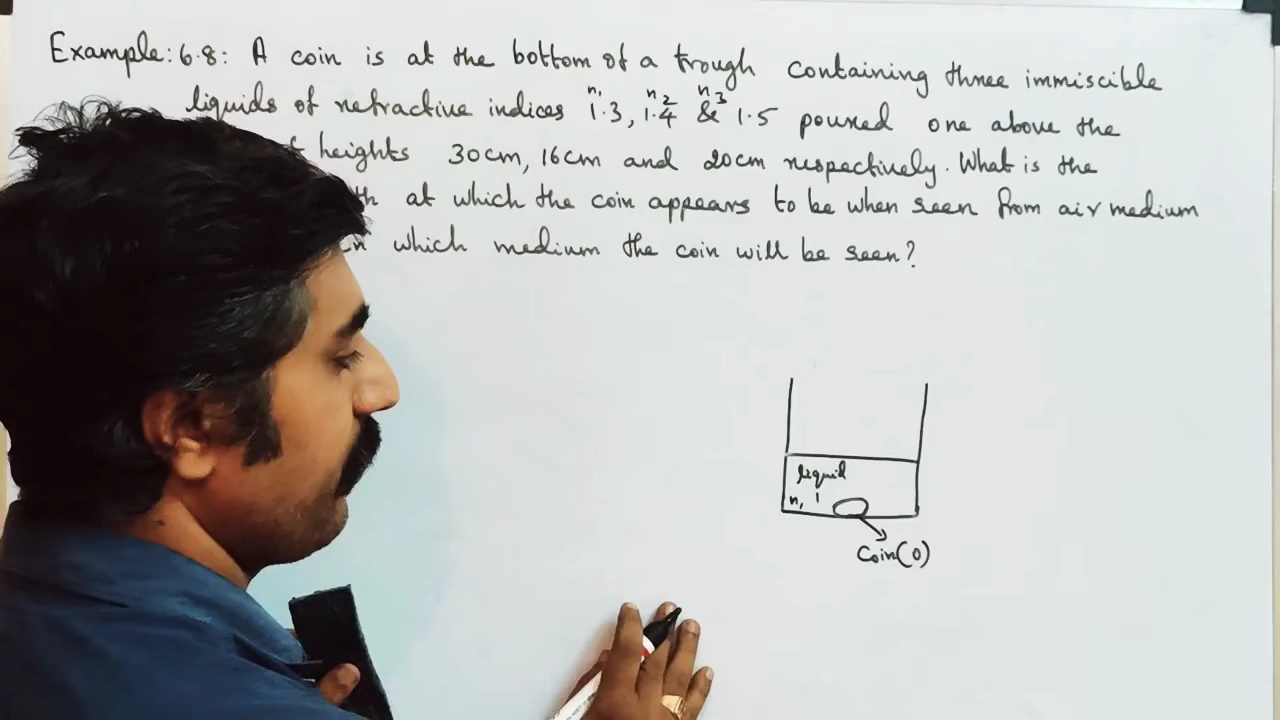 Example: 6.8: A coin is at the bottom of a trough containing three immiscible
n1 n2 n3
liquids of refractive indices 1.3, 1.4 & 1.5 poured one above the
heights 30cm, 16cm and 20cm respectively. What is the
at which the coin appears to be when seen from air medium
which medium the coin will be seen?
liquid
n, 1
Coin(0)